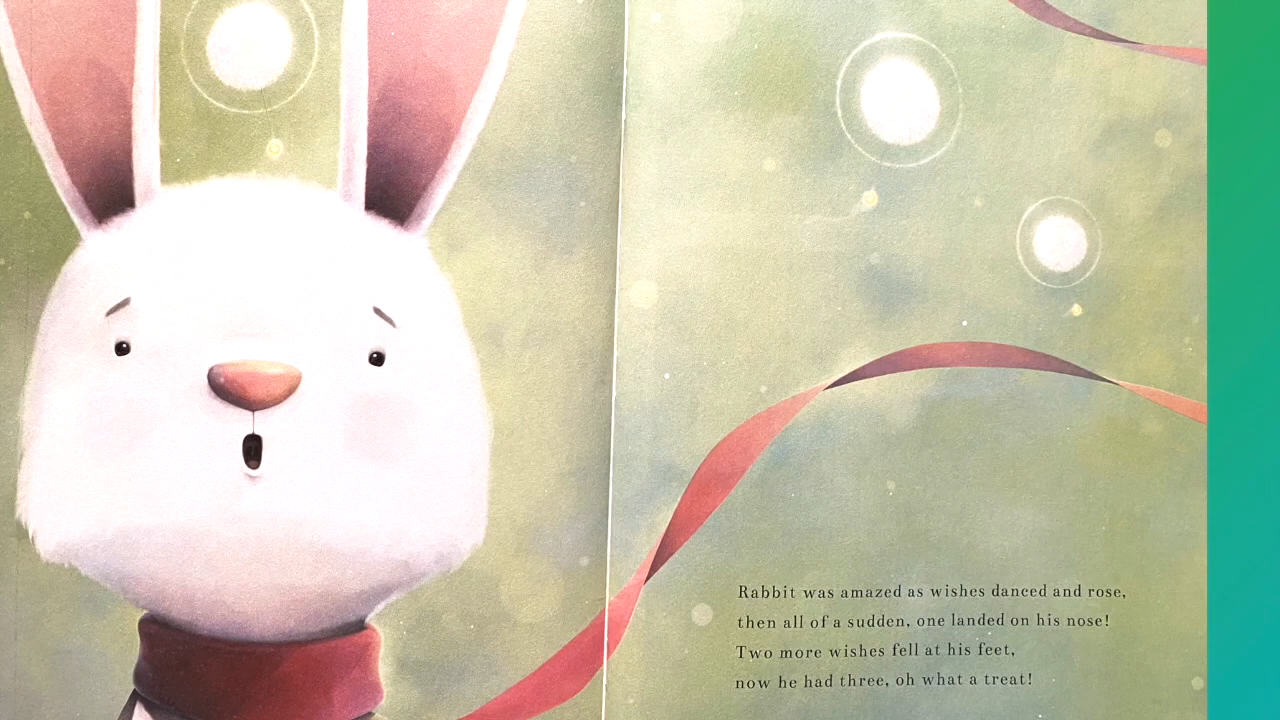 Rabbit was amazed as wishes danced and rose,
then all of a sudden, one landed on his nose!
Two more wishes fell at his feet,
now he had three, oh what a treat!